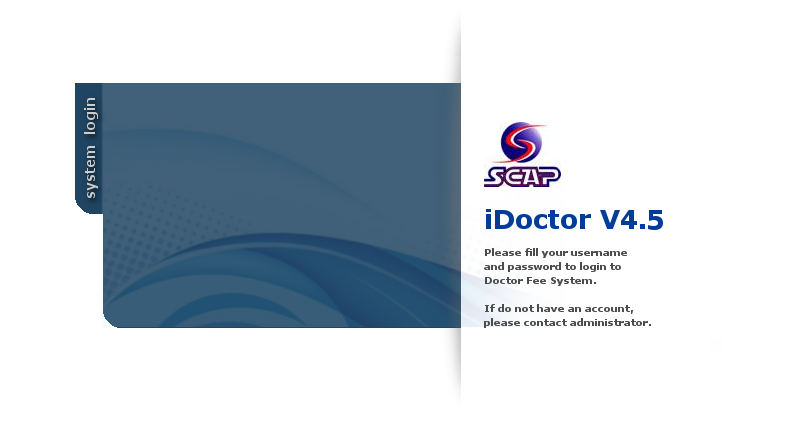 system login
SCAP
iDoctor V4.5
Please fill your username
and password to login to
Doctor Fee System.
If do not have an account,
please contact administrator.